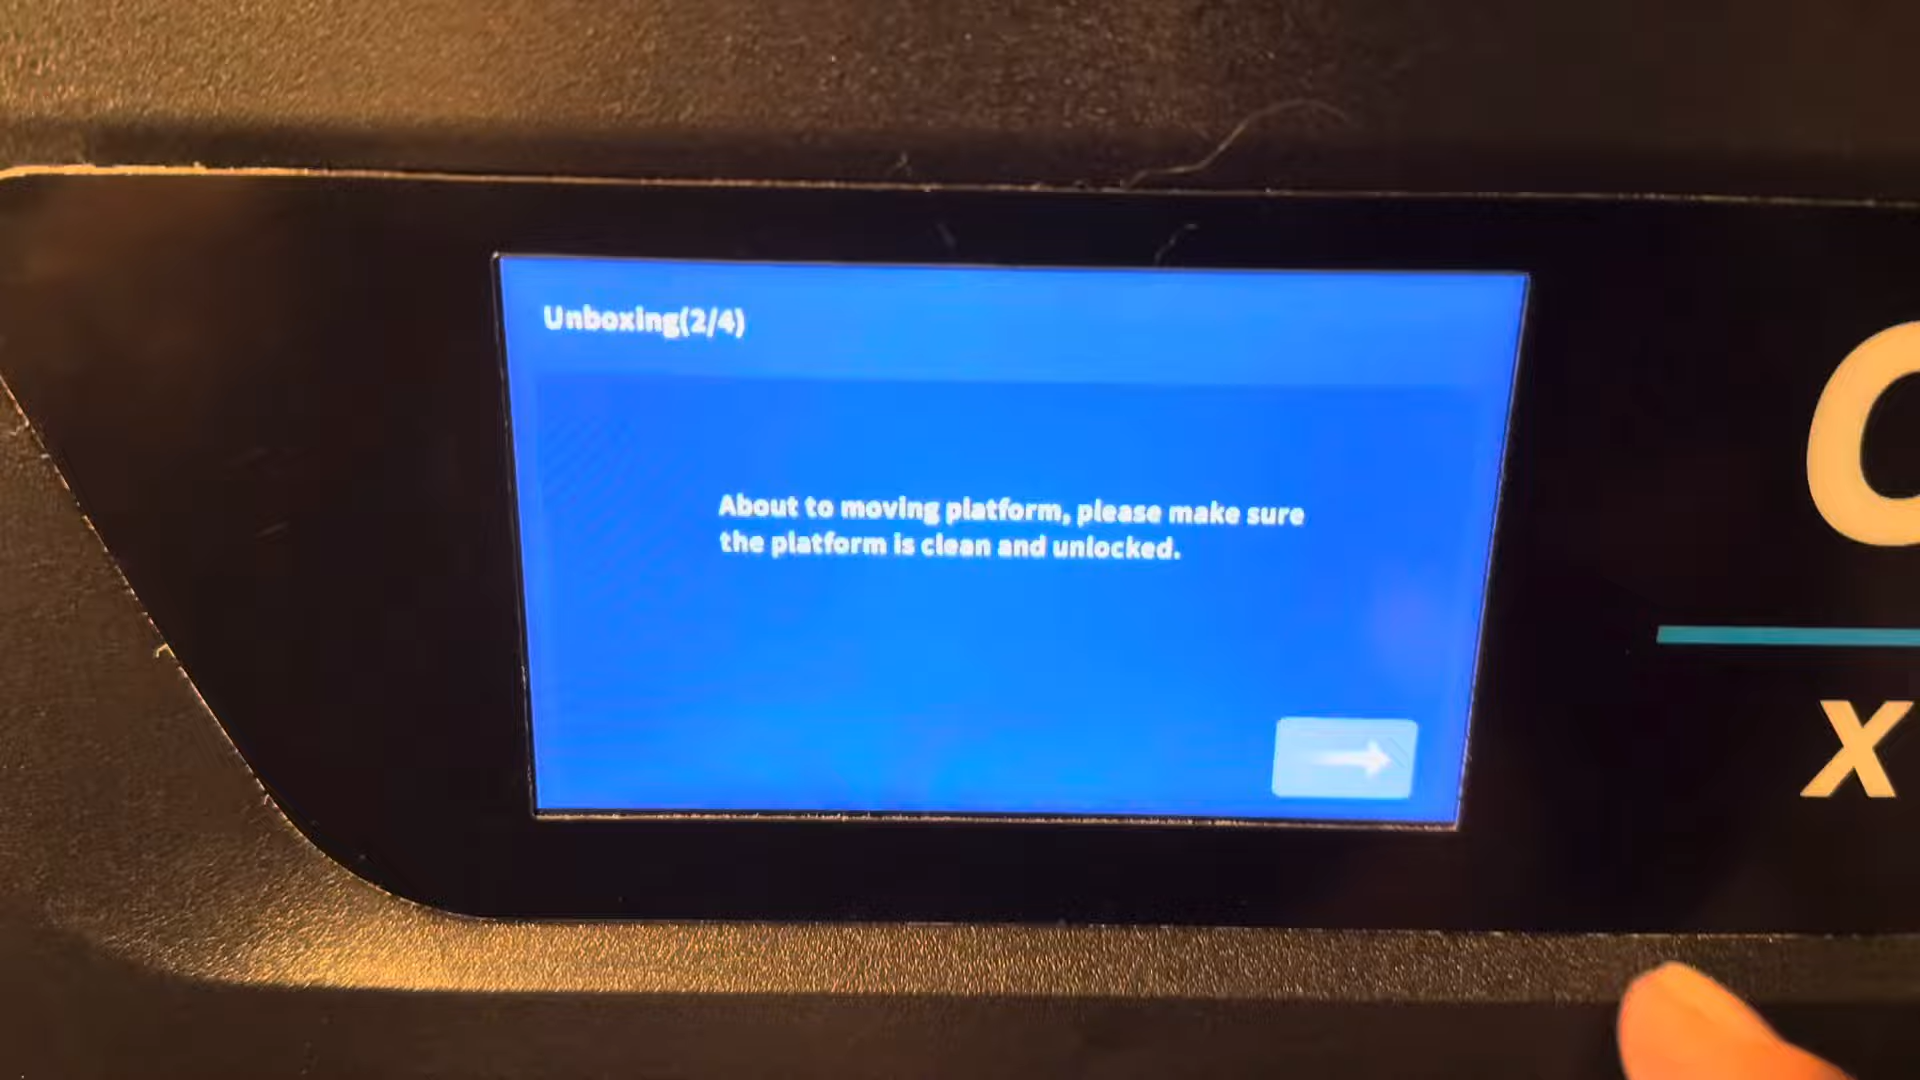 Unboxing(2/4)
About to moving platform, please make sure
the platform is clean and unlocked.